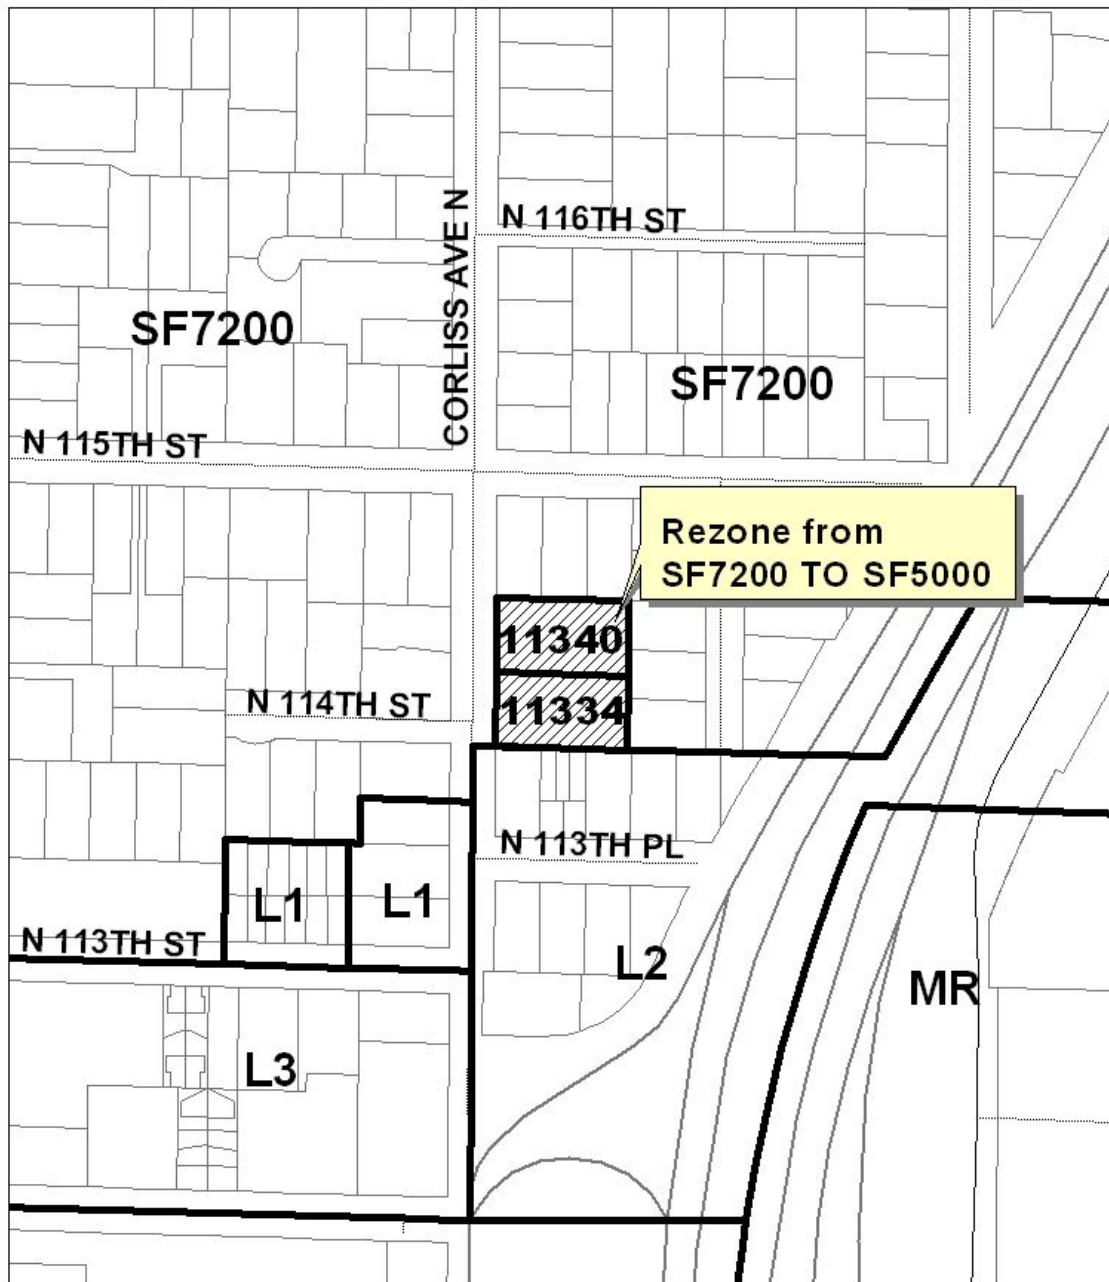 N 116TH ST
CORLISS AVE N
SF7200
SF7200
N 115TH ST
Rezone from
SF7200 TO SF5000
11340
N 114TH ST
11334
N 113TH PL
L1
L1
N 113TH ST
L2
MR
L3